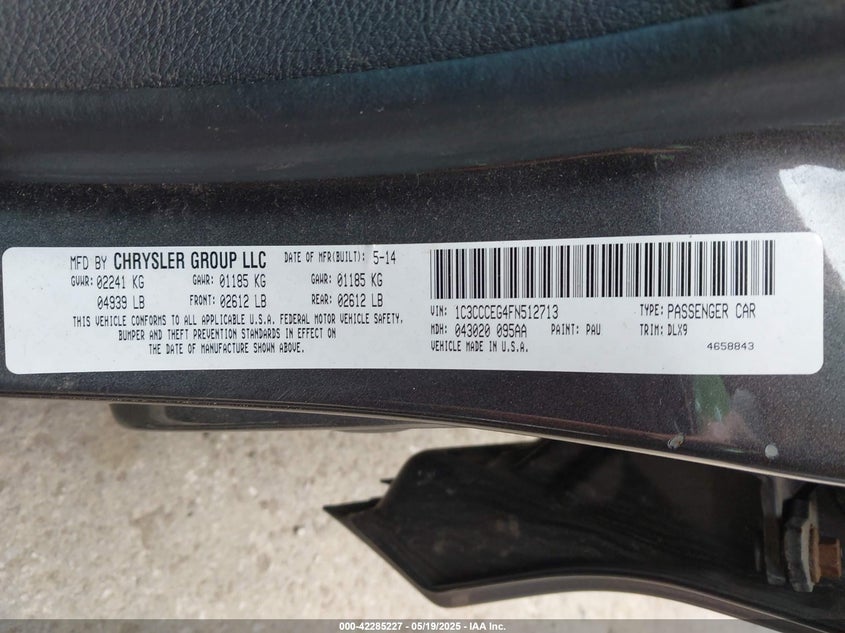 MFD BY CHRYSLER GROUP LLC DATE OF MFR(BUILT): 5-14
GVWR: 02241 KG GAWR: 01185 KG GAWR: 01185 KG
04939 LB FRONT: 02612 LB REAR: 02612 LB
THIS VEHICLE CONFORMS TO ALL APPLICABLE U.S.A. FEDERAL MOTOR VEHICLE SAFETY,
BUMPER AND THEFT PREVENTION STANDARDS IN EFFECT ON
THE DATE OF MANUFACTURE SHOWN ABOVE.
VIN: 1C3CCCEG4FN512713 TYPE: PASSENGER CAR
MDH: 043020 095AA PAINT: PAU TRIM: DLX9
VEHICLE MADE IN U.S.A. 4658843
000-42285227 - 05/19/2025 - IAA Inc.